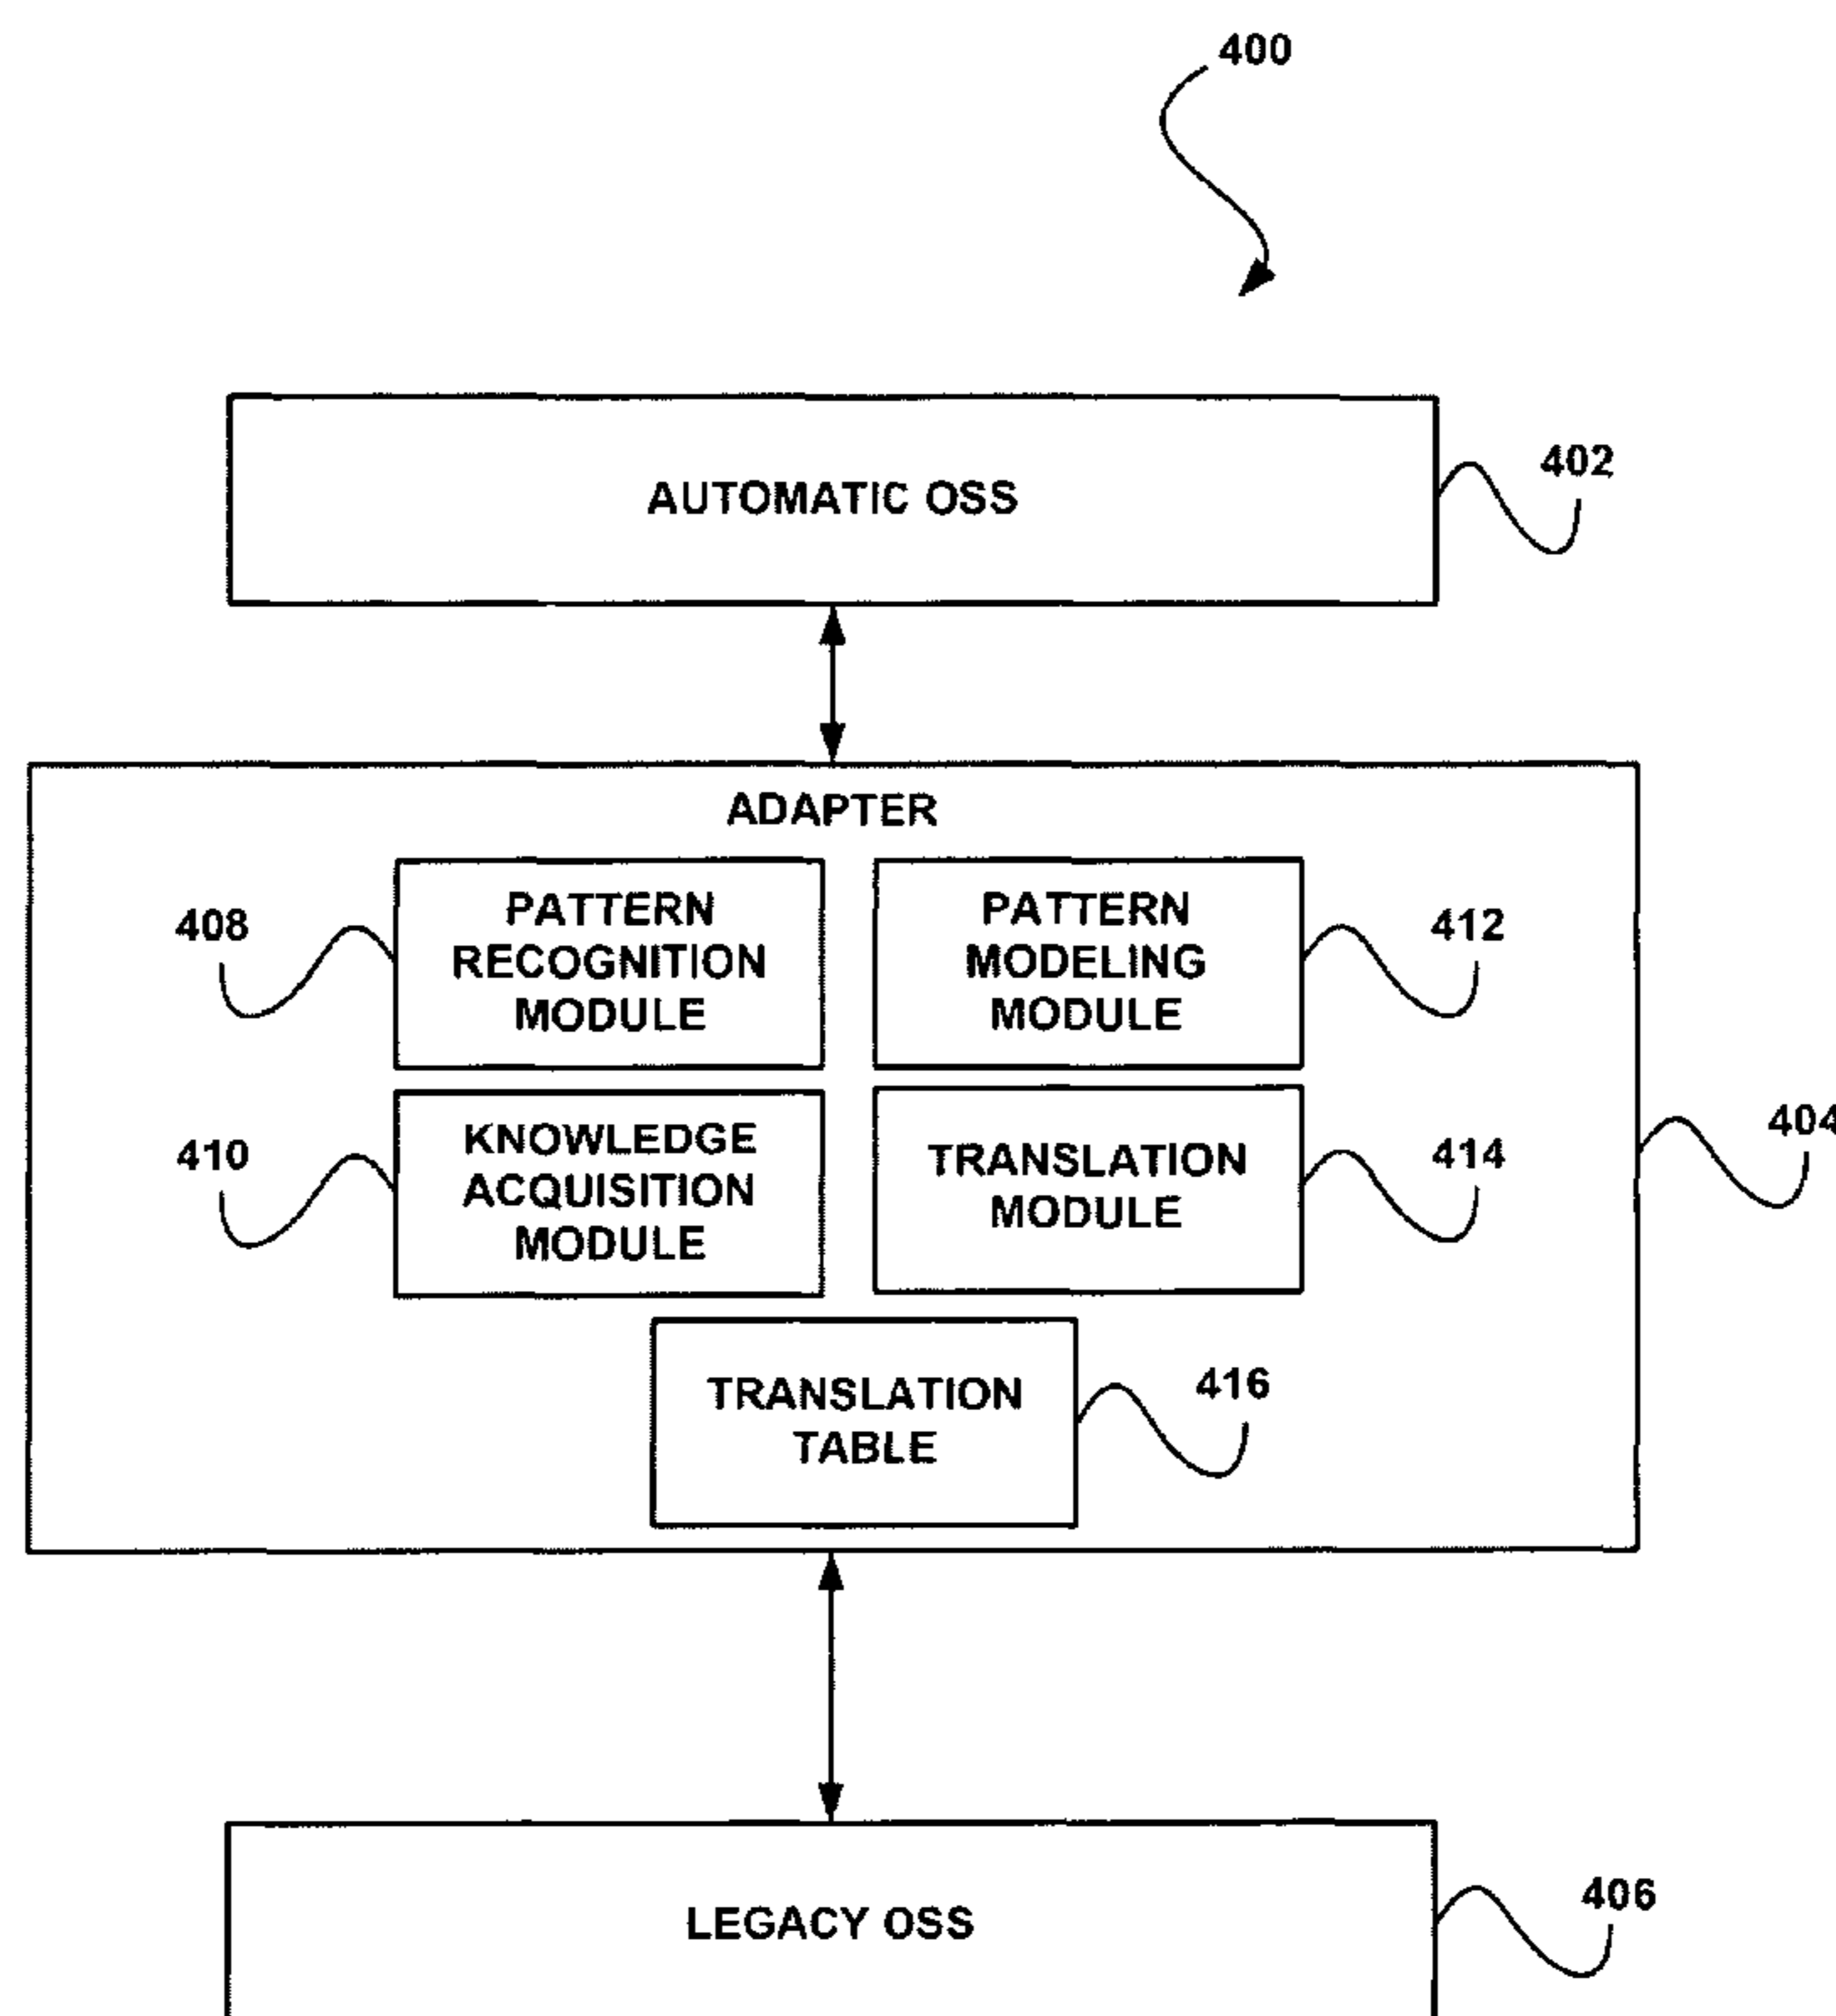 400
AUTOMATIC OSS
402
ADAPTER
408
PATTERN
RECOGNITION
MODULE
PATTERN
MODELING
MODULE
412
410
KNOWLEDGE
ACQUISITION
MODULE
TRANSLATION
MODULE
414
404
TRANSLATION
TABLE
416
LEGACY OSS
406